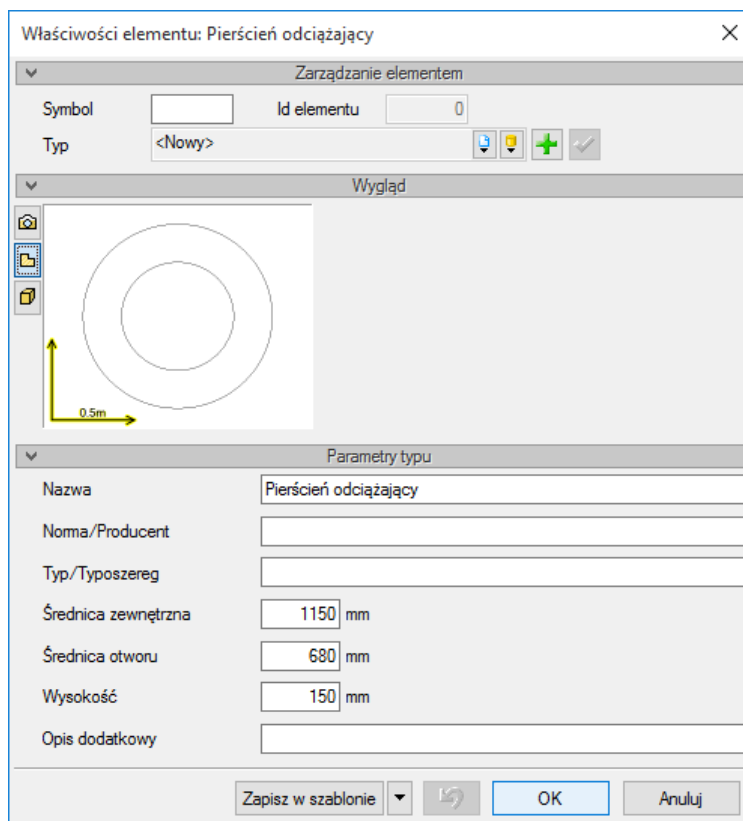 Właściwości elementu: Pierścień odciążający
Zarządzanie elementem
Symbol Id elementu 0
Typ <Nowy>
Wygląd
0.5m
Parametry typu
Nazwa Pierścień odciążający
Norma/Producent
Typ/Typoszereg
Średnica zewnętrzna 1150 mm
Średnica otworu 680 mm
Wysokość 150 mm
Opis dodatkowy
Zapisz w szablonie OK Anuluj